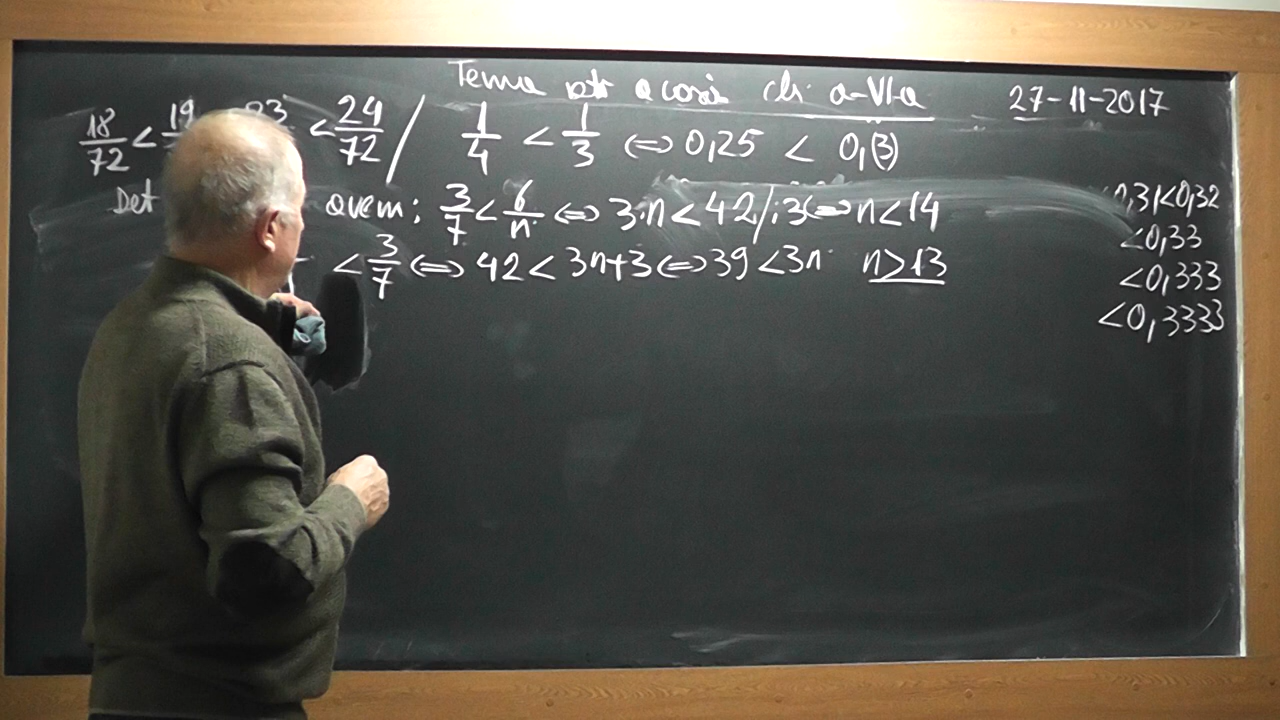 Tema ptr acasă cls. a-VI-a 27-11-2017
18/72 < 19 23 < 24/72 / 1/4 < 1/3 ⇔ 0,25 < 0,(3)
Det avem: 3/7 < 6/n ⇔ 3·n < 42/:3 ⇔ n < 14 0,31<0,32
< 3/7 ⇔ 42 < 3n+3 ⇔ 39 < 3n n > 13 <0,33
<0,333
<0,3333